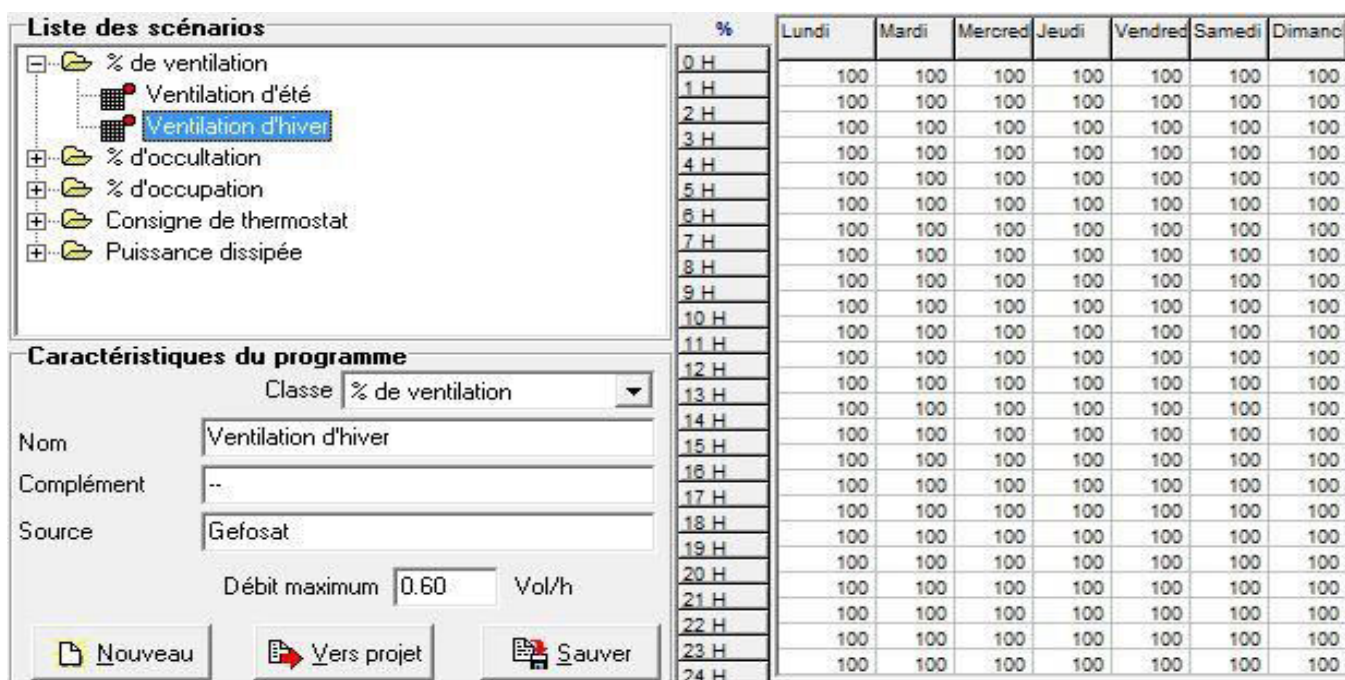 Liste des scénarios
% de ventilation
Ventilation d'été
Ventilation d'hiver
% d'occultation
% d'occupation
Consigne de thermostat
Puissance dissipée
Caractéristiques du programme
Classe % de ventilation
Nom Ventilation d'hiver
Complément --
Source Gefosat
Débit maximum 0.60 Vol/h
Nouveau Vers projet Sauver
% Lundi Mardi Mercred Jeudi Vendred Samedi Dimanc
0 H
100 100 100 100 100 100 100
1 H
100 100 100 100 100 100 100
2 H
100 100 100 100 100 100 100
3 H
100 100 100 100 100 100 100
4 H
100 100 100 100 100 100 100
5 H
100 100 100 100 100 100 100
6 H
100 100 100 100 100 100 100
7 H
100 100 100 100 100 100 100
8 H
100 100 100 100 100 100 100
9 H
100 100 100 100 100 100 100
10 H
100 100 100 100 100 100 100
11 H
100 100 100 100 100 100 100
12 H
100 100 100 100 100 100 100
13 H
100 100 100 100 100 100 100
14 H
100 100 100 100 100 100 100
15 H
100 100 100 100 100 100 100
16 H
100 100 100 100 100 100 100
17 H
100 100 100 100 100 100 100
18 H
100 100 100 100 100 100 100
19 H
100 100 100 100 100 100 100
20 H
100 100 100 100 100 100 100
21 H
100 100 100 100 100 100 100
22 H
100 100 100 100 100 100 100
23 H
100 100 100 100 100 100 100
24 H